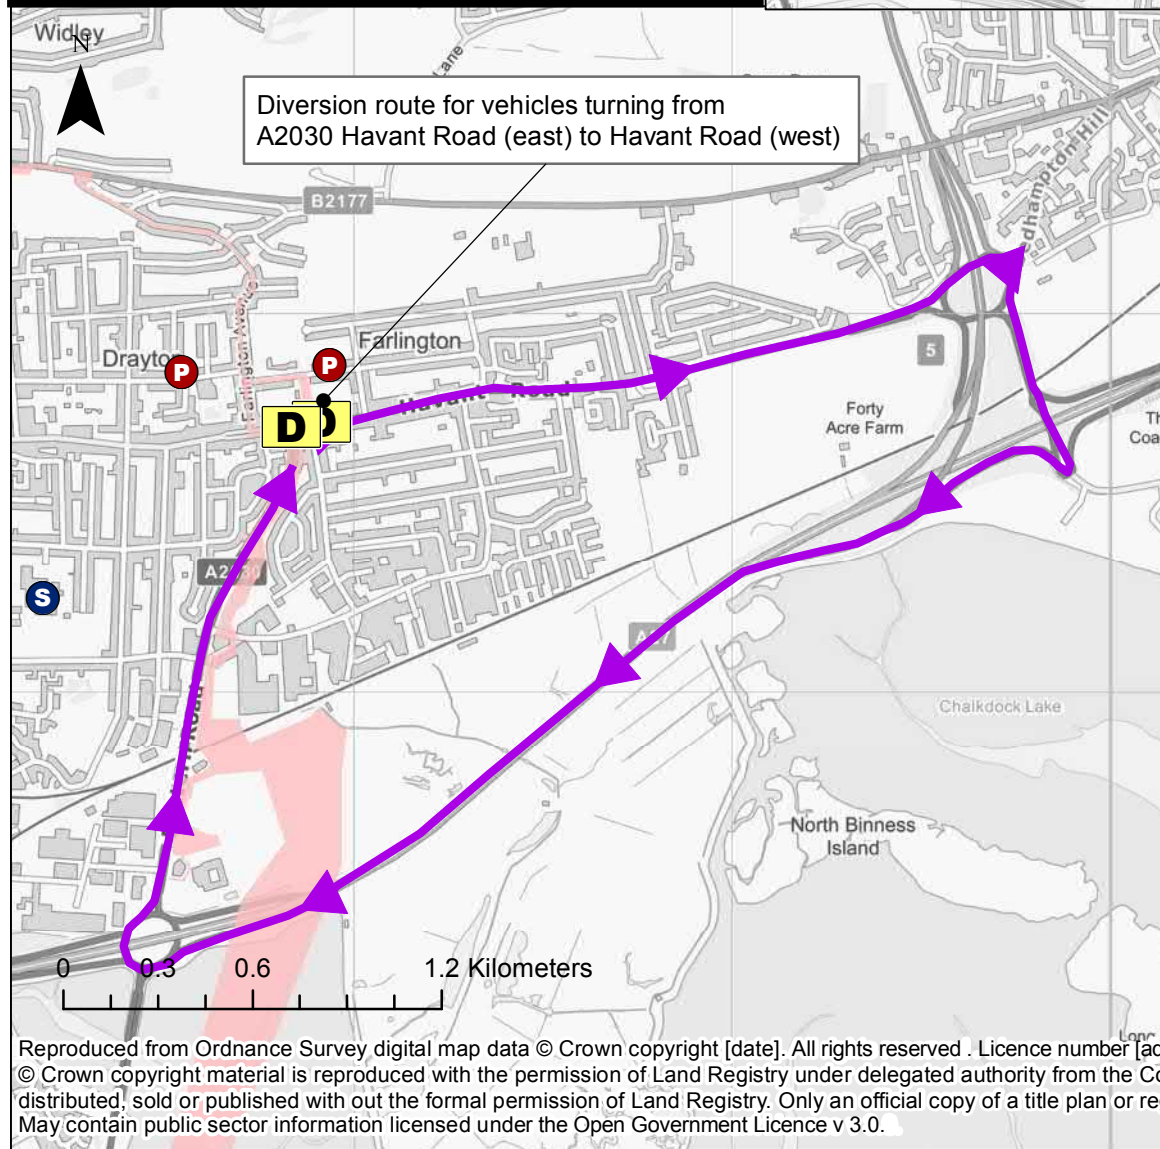 Widley
N
Lane
Diversion route for vehicles turning from
A2030 Havant Road (east) to Havant Road (west)
B2177
Farlington
Drayton
P
P
Havant Road
D
D
5
Forty
Acre Farm
S
Chalkdock Lake
North Binness
Island
0 0.3 0.6 1.2 Kilometers
Reproduced from Ordnance Survey digital map data © Crown copyright [date]. All rights reserved . Licence number [ad
© Crown copyright material is reproduced with the permission of Land Registry under delegated authority from the Co
distributed, sold or published with out the formal permission of Land Registry. Only an official copy of a title plan or re
May contain public sector information licensed under the Open Government Licence v 3.0.